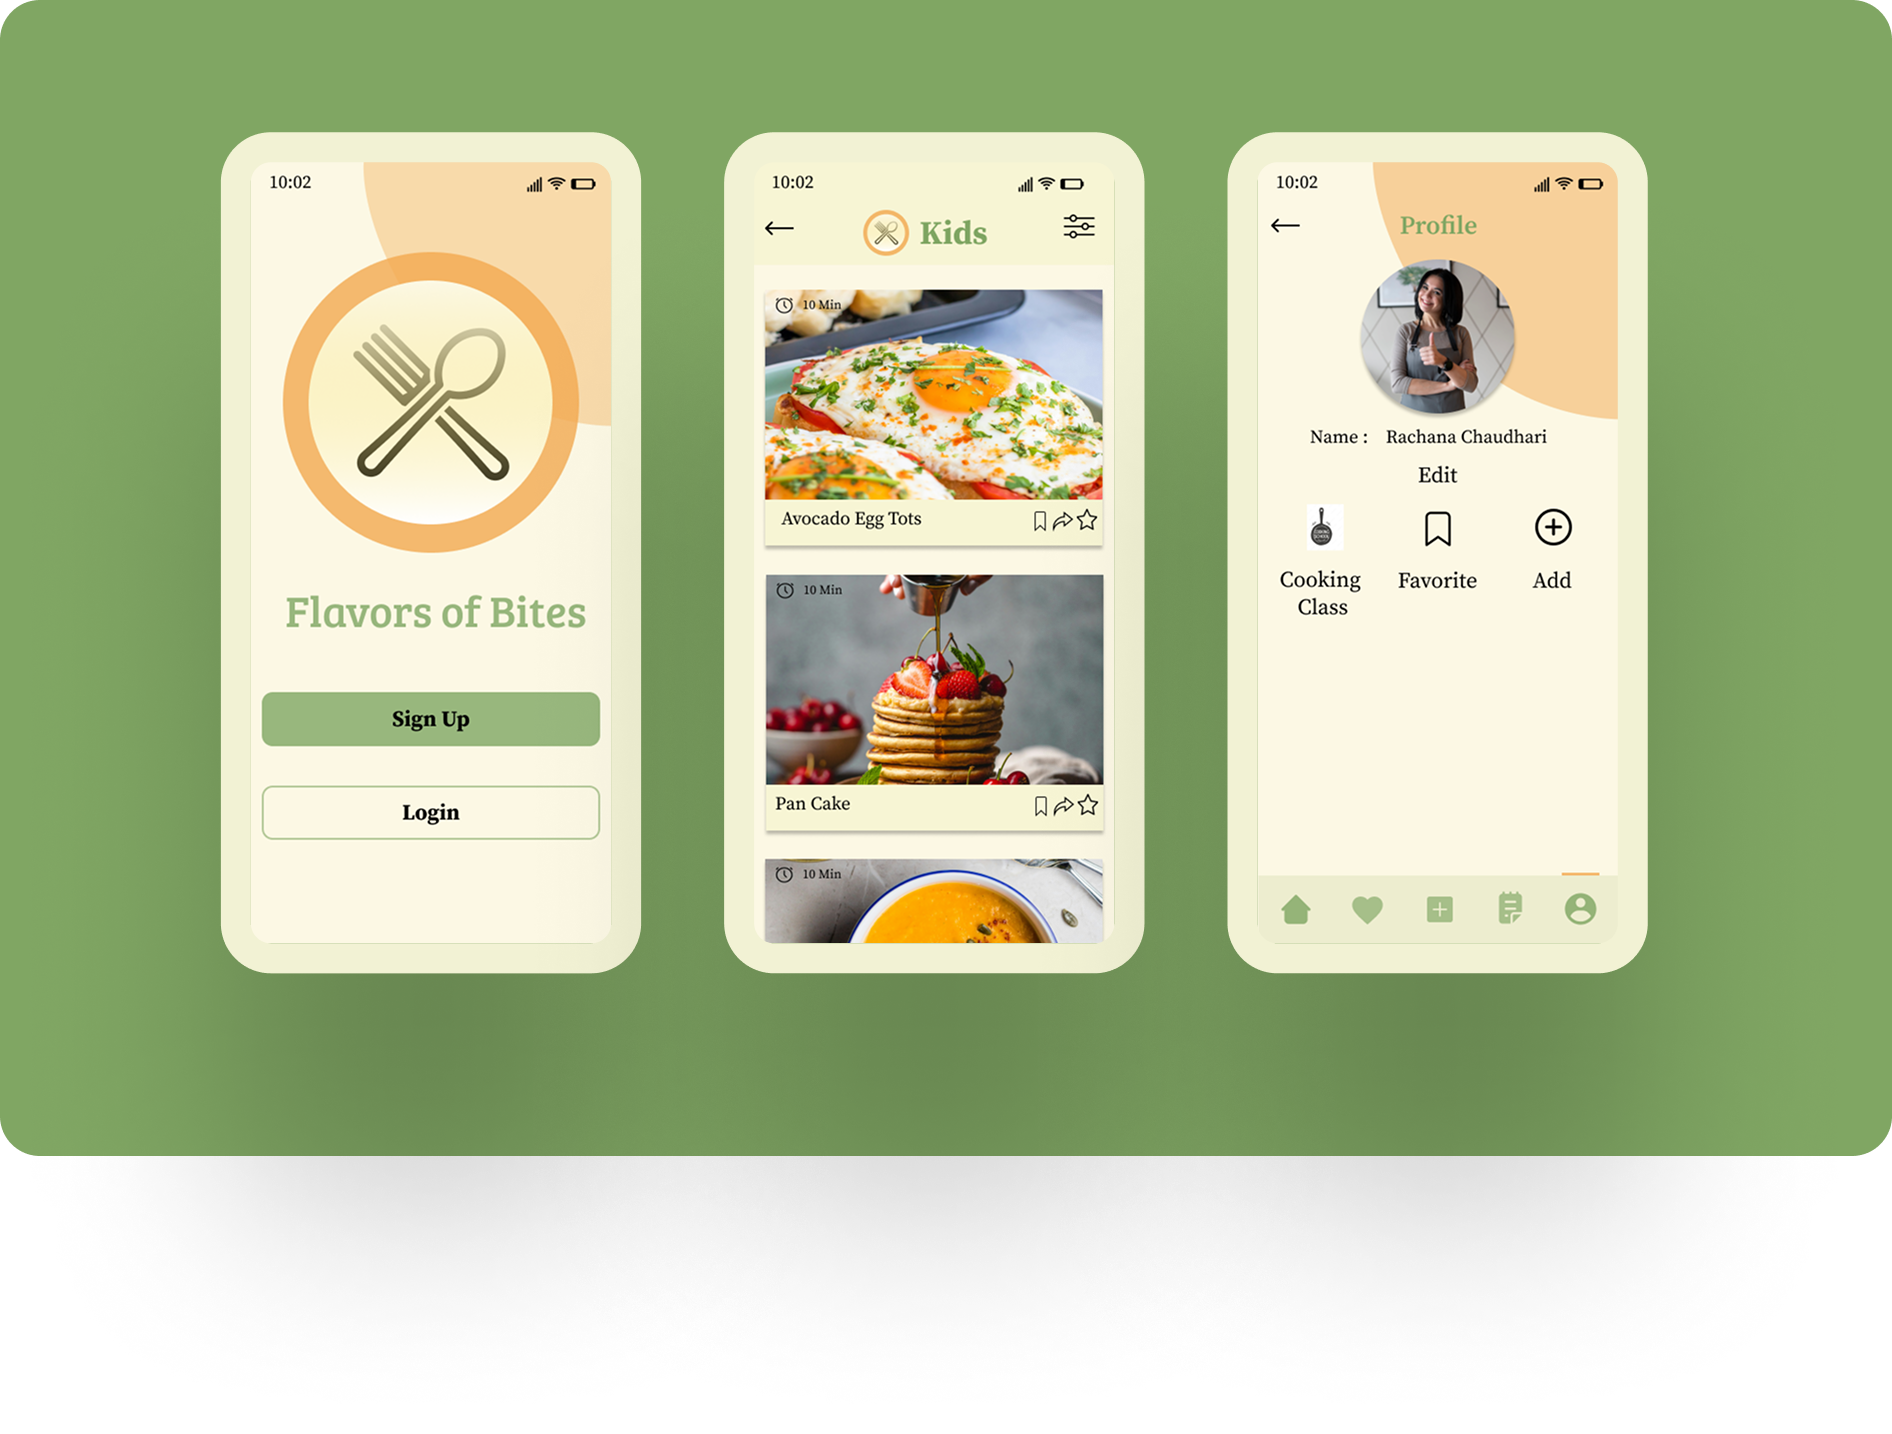 10:02
Flavors of Bites
Sign Up
Login
10:02
Kids
10 Min
Avocado Egg Tots
10 Min
Pan Cake
10 Min
10:02
Profile
Name : Rachana Chaudhari
Edit
Cooking
Class
Favorite
Add